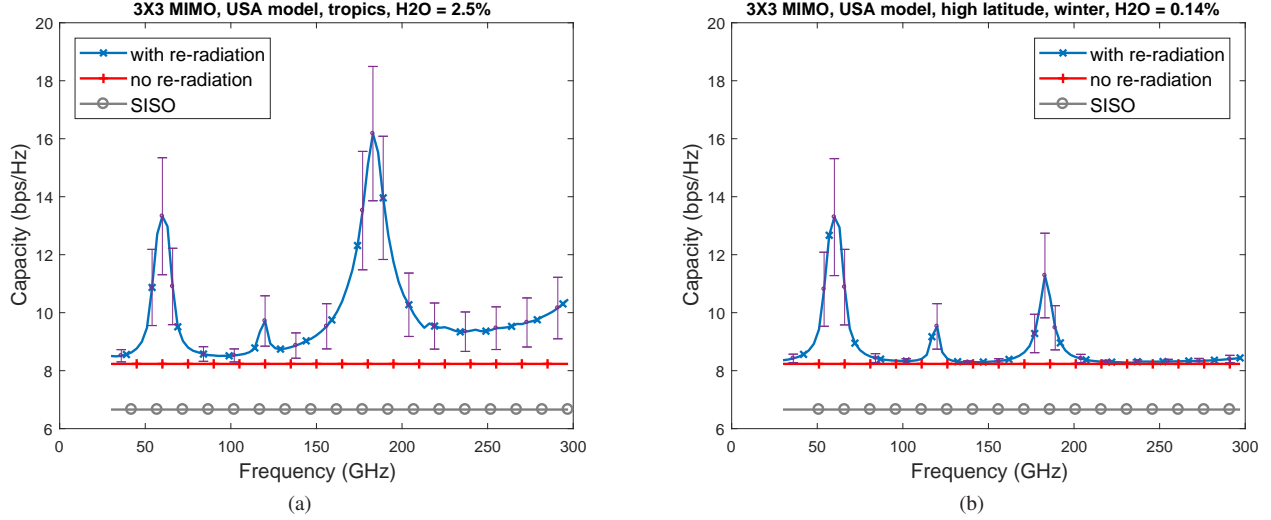 3X3 MIMO, USA model, tropics, H2O = 2.5%
20
18
16
14
12
10
8
6
Capacity (bps/Hz)
with re-radiation
no re-radiation
SISO
0 50 100 150 200 250 300
Frequency (GHz)
(a)
3X3 MIMO, USA model, high latitude, winter, H2O = 0.14%
20
18
16
14
12
10
8
6
Capacity (bps/Hz)
with re-radiation
no re-radiation
SISO
0 50 100 150 200 250 300
Frequency (GHz)
(b)